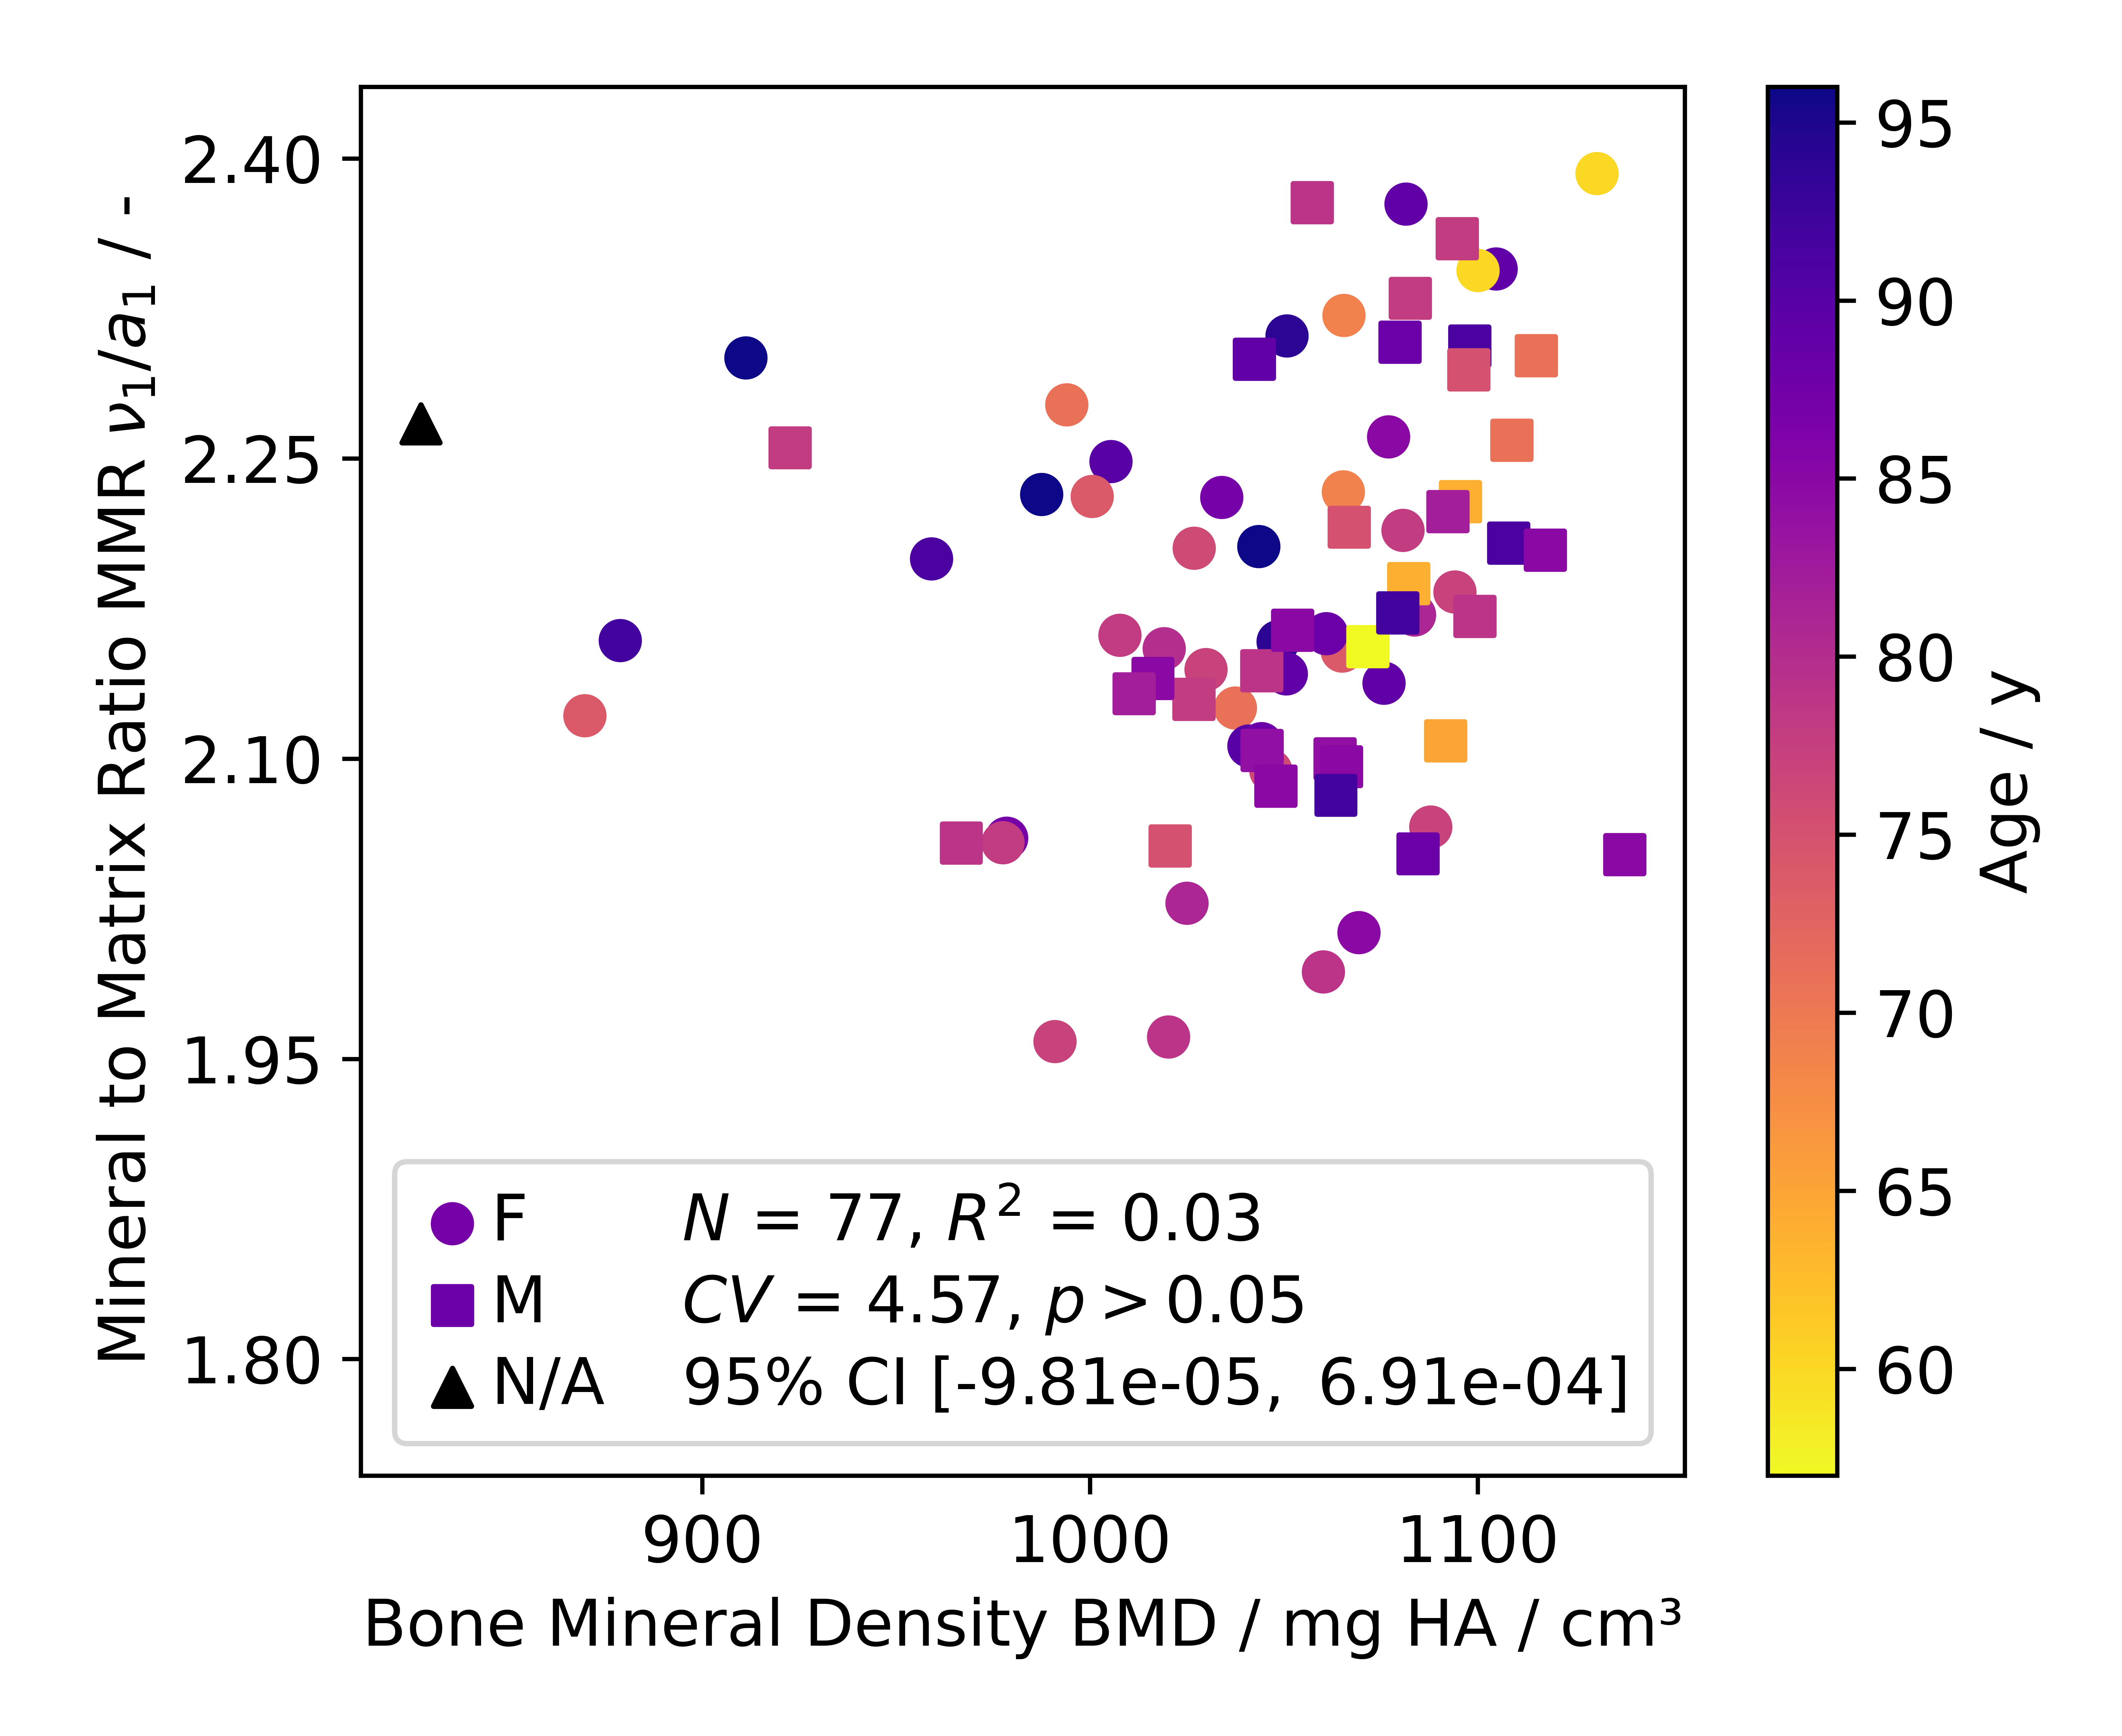 Mineral to Matrix Ratio MMR ν₁/a₁ / -
2.40
2.25
2.10
1.95
1.80
F N = 77, R² = 0.03
M CV = 4.57, p > 0.05
N/A 95% CI [-9.81e-05, 6.91e-04]
900 1000 1100
Bone Mineral Density BMD / mg HA / cm³
95
90
85
80
75
70
65
60
Age / y